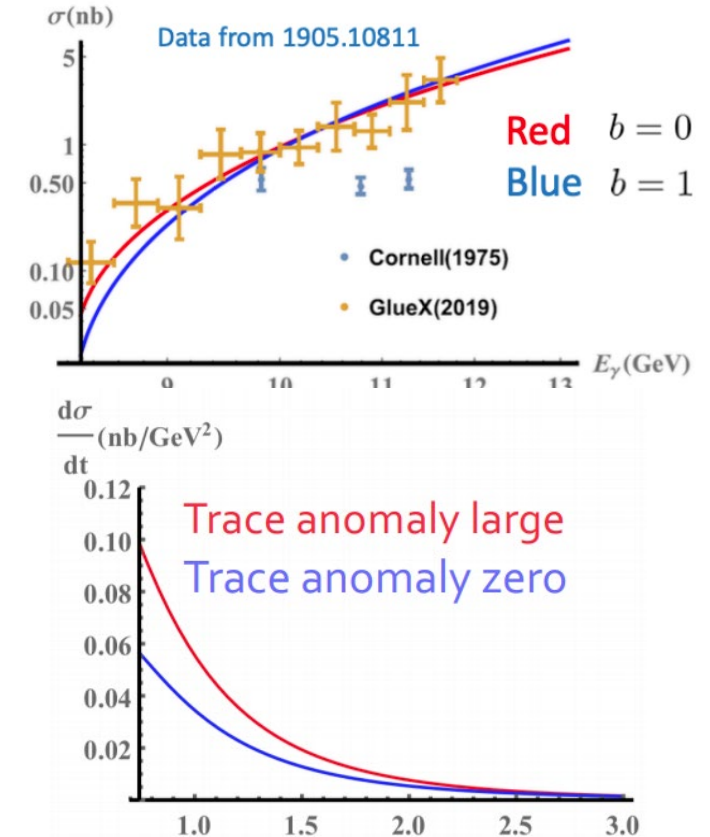 σ(nb)
Data from 1905.10811
5
1
0.50
0.10
0.05
Red b = 0
Blue b = 1
Cornell(1975)
GlueX(2019)
9 10 11 12 13
Eγ(GeV)
dσ
(nb/GeV²)
dt
0.12
0.10
0.08
0.06
0.04
0.02
Trace anomaly large
Trace anomaly zero
1.0 1.5 2.0 2.5 3.0